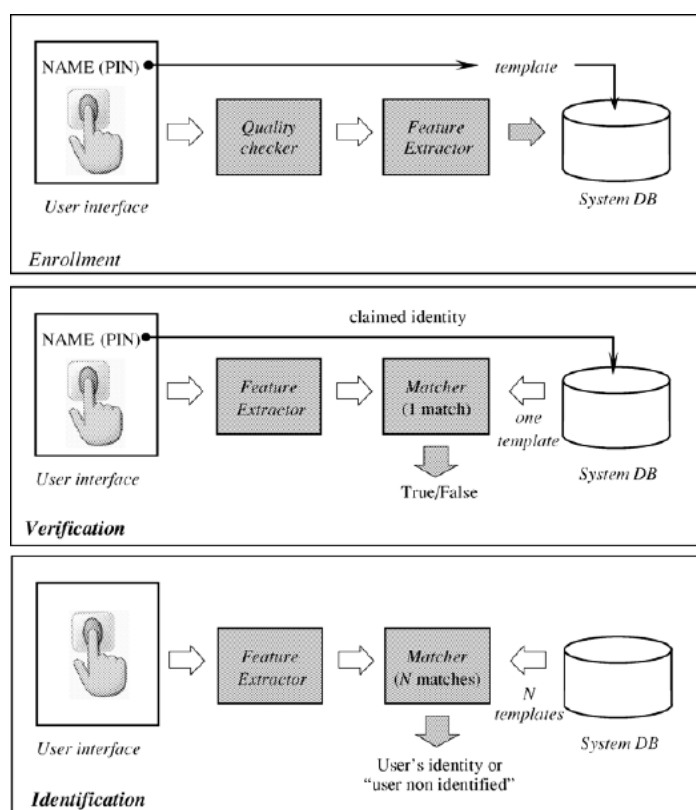 NAME (PIN)
template
Quality
checker
Feature
Extractor
User interface
System DB
Enrollment
claimed identity
NAME (PIN)
Feature
Extractor
Matcher
(1 match)
one
template
User interface
System DB
True/False
Verification
Feature
Extractor
Matcher
(N matches)
N
templates
User interface
System DB
User's identity or
"user non identified"
Identification